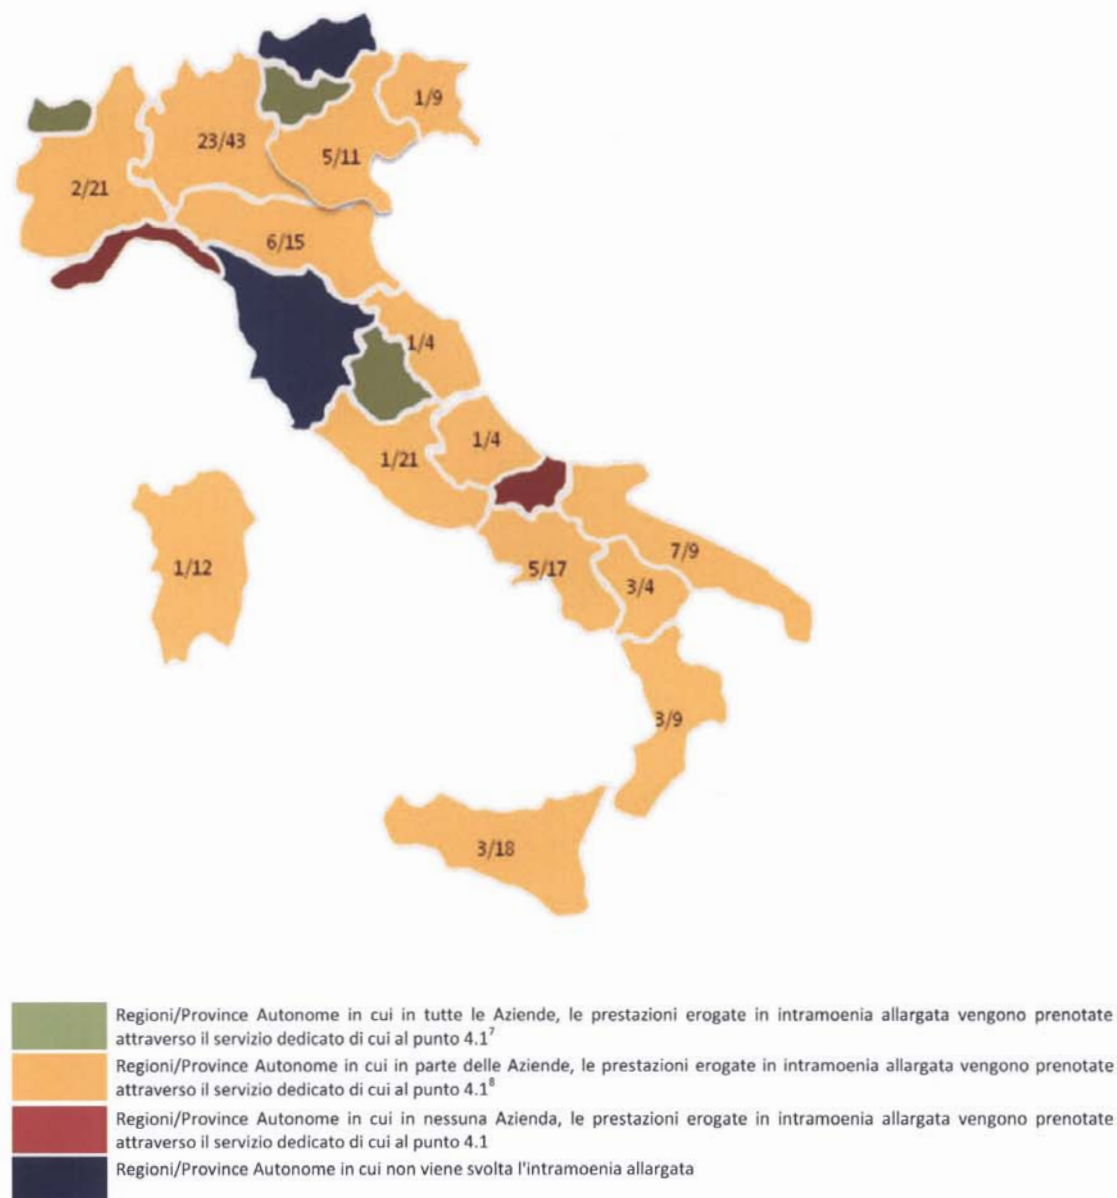 1/9
23/43
5/11
2/21
6/15
1/4
1/4
1/21
7/9
1/12
5/17
3/4
3/9
3/18
Regioni/Province Autonome in cui in tutte le Aziende, le prestazioni erogate in intramoenia allargata vengono prenotate
attraverso il servizio dedicato di cui al punto 4.1⁷
Regioni/Province Autonome in cui in parte delle Aziende, le prestazioni erogate in intramoenia allargata vengono prenotate
attraverso il servizio dedicato di cui al punto 4.1⁸
Regioni/Province Autonome in cui in nessuna Azienda, le prestazioni erogate in intramoenia allargata vengono prenotate
attraverso il servizio dedicato di cui al punto 4.1
Regioni/Province Autonome in cui non viene svolta l'intramoenia allargata